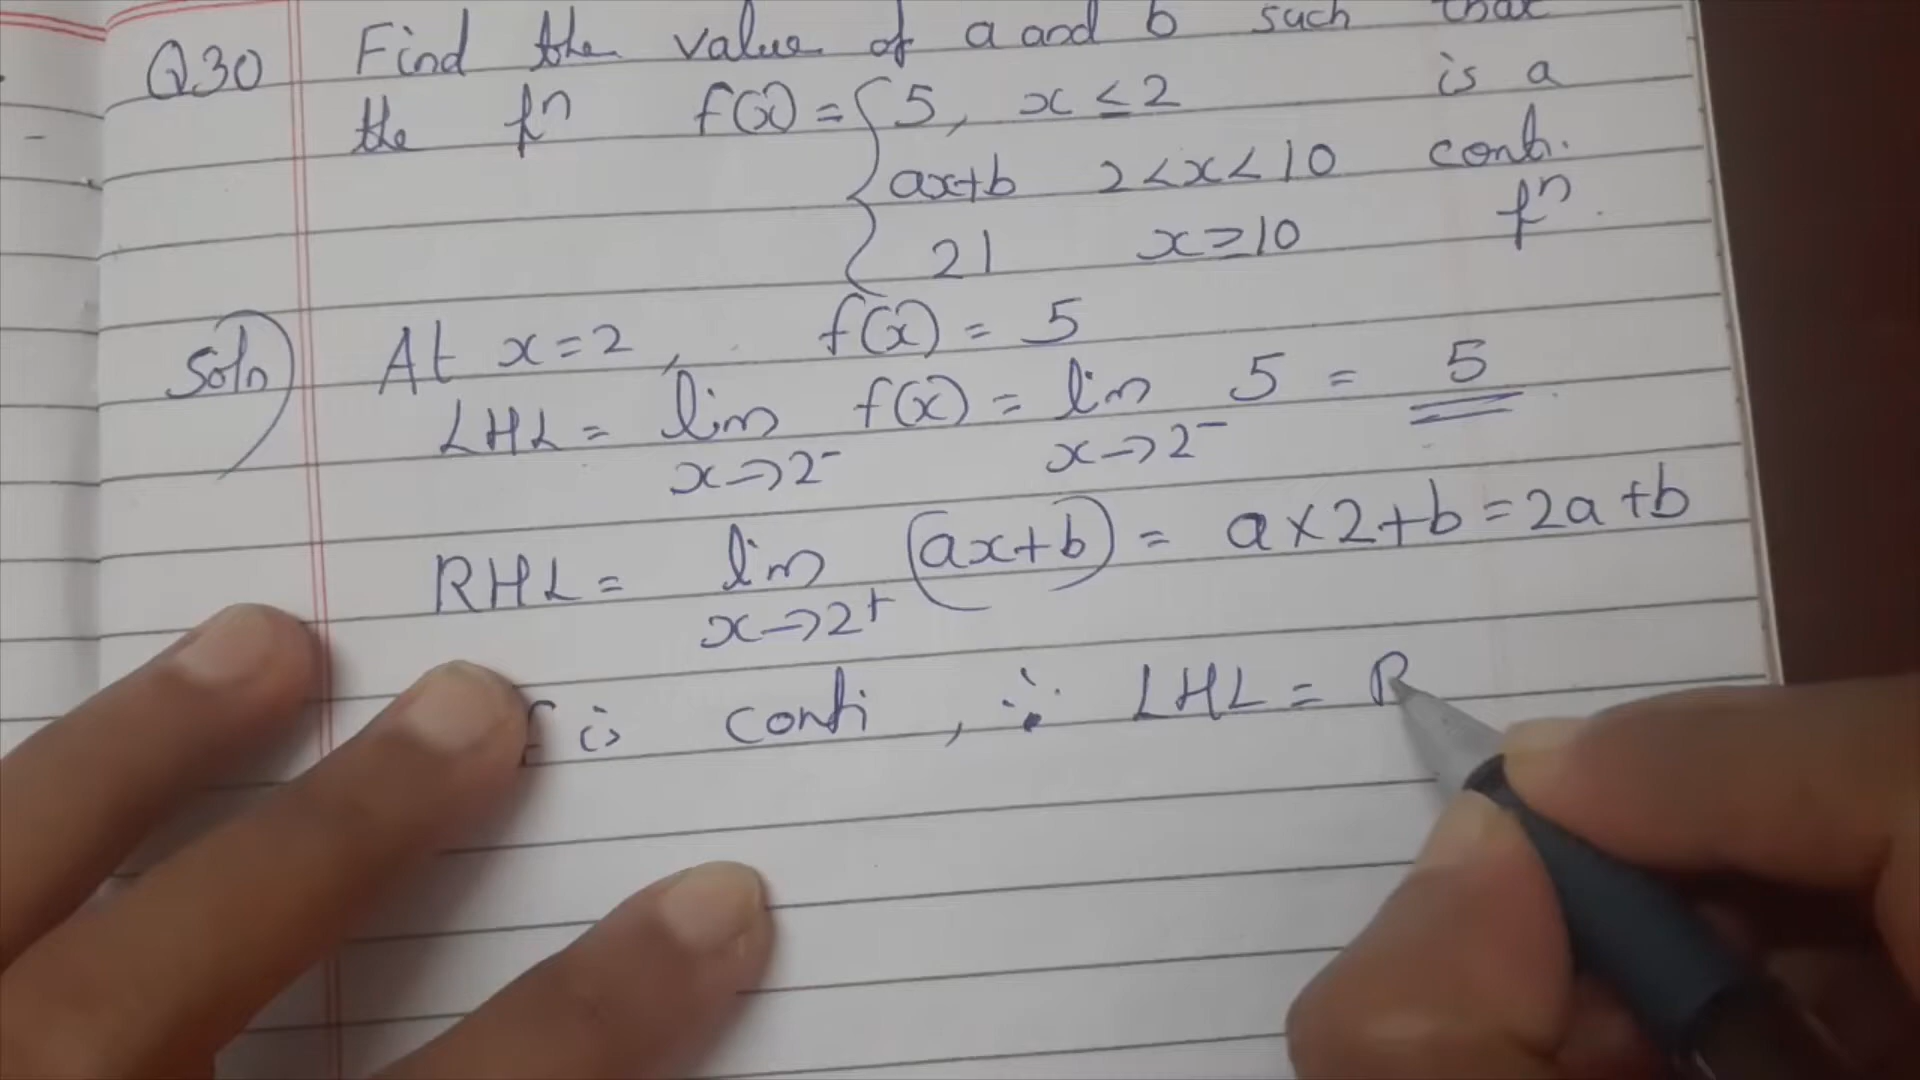 Q30 Find the value of a and b such that
the fⁿ f(x) = { 5, x ≤ 2 is a
ax+b 2<x<10 conti.
21 x≥10 fⁿ.
Soln) At x=2, f(x) = 5
LHL = lim x→2⁻ f(x) = lim x→2⁻ 5 = 5
RHL = lim x→2⁺ (ax+b) = a×2+b = 2a+b
f is conti, ∴ LHL = R